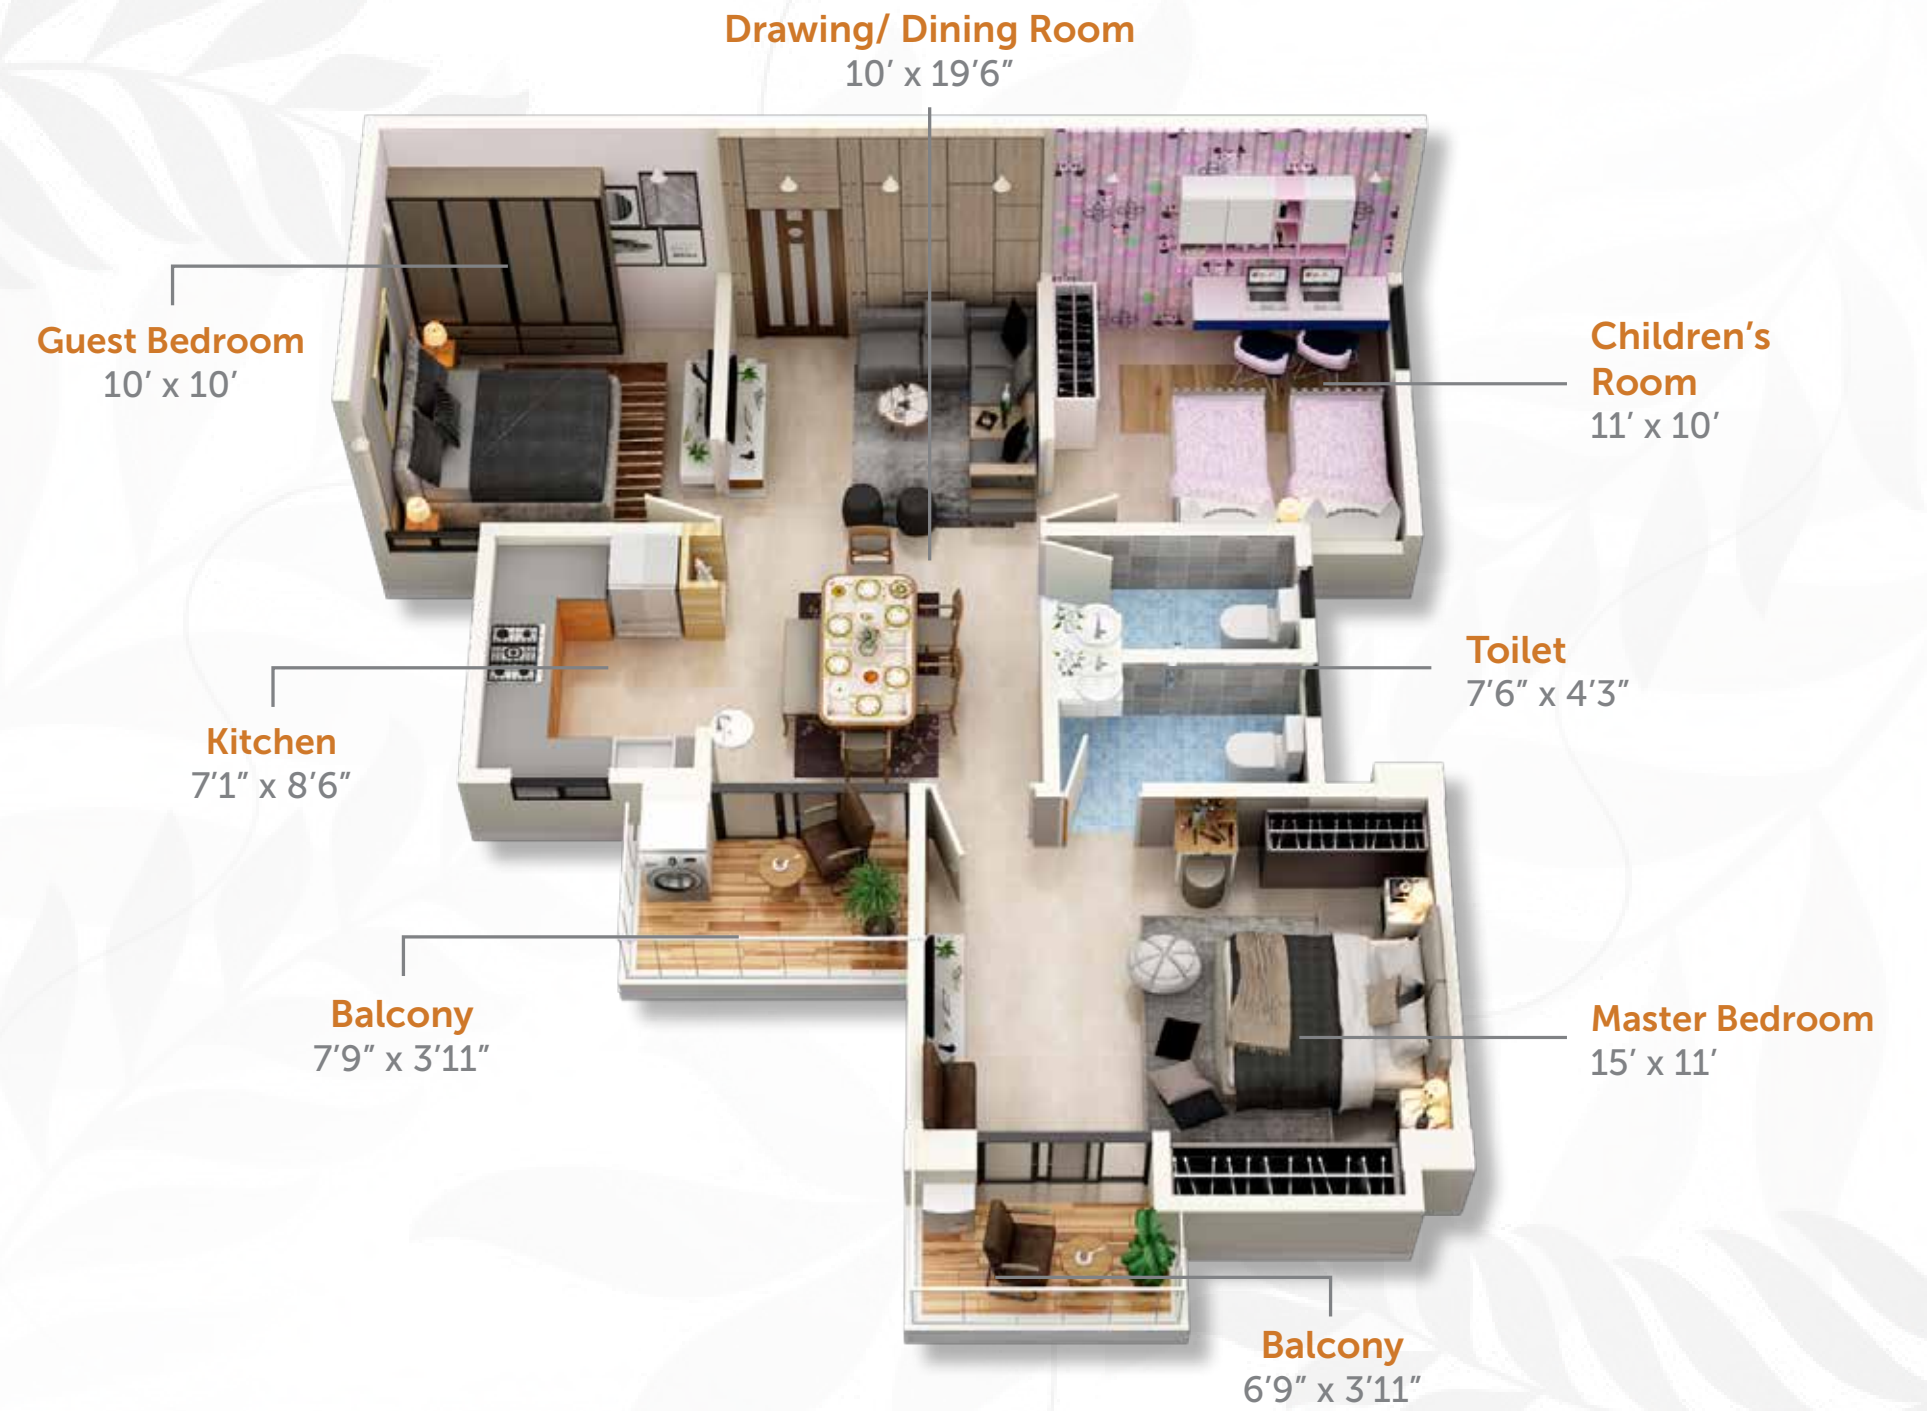 Drawing/ Dining Room
10’ x 19’6”
Guest Bedroom
10’ x 10’
Children’s
Room
11’ x 10’
Toilet
7’6” x 4’3”
Kitchen
7’1” x 8’6”
Balcony
7’9” x 3’11”
Master Bedroom
15’ x 11’
Balcony
6’9” x 3’11”